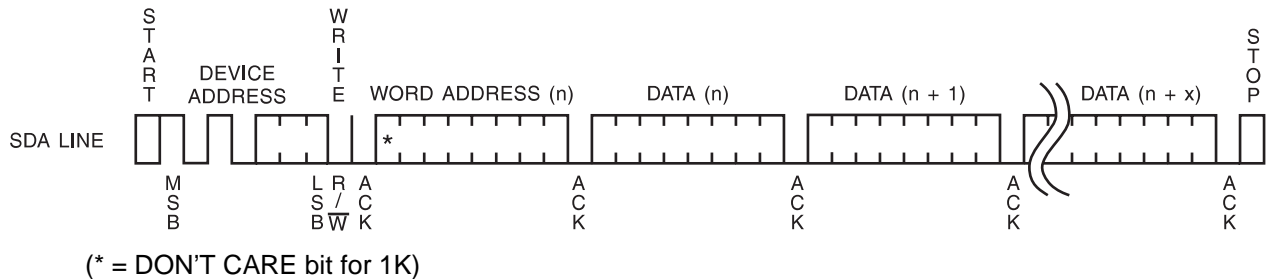 START
WRITE
STOP
DEVICE
ADDRESS
WORD ADDRESS (n)
DATA (n)
DATA (n + 1)
DATA (n + x)
SDA LINE
*
MSB
LSB
R/W
ACK
ACK
ACK
ACK
ACK
(* = DON'T CARE bit for 1K)